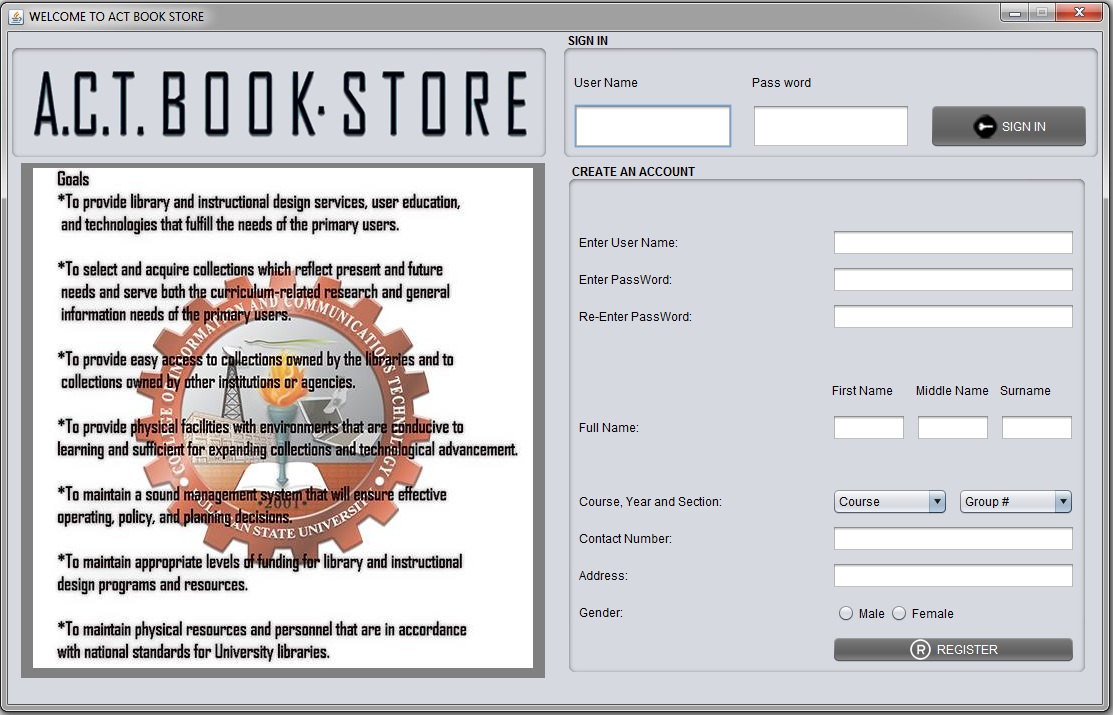 WELCOME TO ACT BOOK STORE
A.C.T. BOOK. STORE
SIGN IN
User Name
Pass word
SIGN IN
Goals
*To provide library and instructional design services, user education,
and technologies that fulfill the needs of the primary users.
*To select and acquire collections which reflect present and future
needs and serve both the curriculum-related research and general
information needs of the primary users.
*To provide easy access to collections owned by the libraries and to
collections owned by other institutions or agencies.
*To provide physical facilities with environments that are conducive to
learning and sufficient for expanding collections and technological advancement.
*To maintain a sound management system that will ensure effective
operating, policy, and planning decisions.
*To maintain appropriate levels of funding for library and instructional
design programs and resources.
*To maintain physical resources and personnel that are in accordance
with national standards for University libraries.
COLLEGE OF INFORMATION AND COMMUNICATIONS TECHNOLOGY
•2001•
STATE UNIVERSITY
CREATE AN ACCOUNT
Enter User Name:
Enter PassWord:
Re-Enter PassWord:
First Name Middle Name Surname
Full Name:
Course, Year and Section: Course Group #
Contact Number:
Address:
Gender: Male Female
R REGISTER